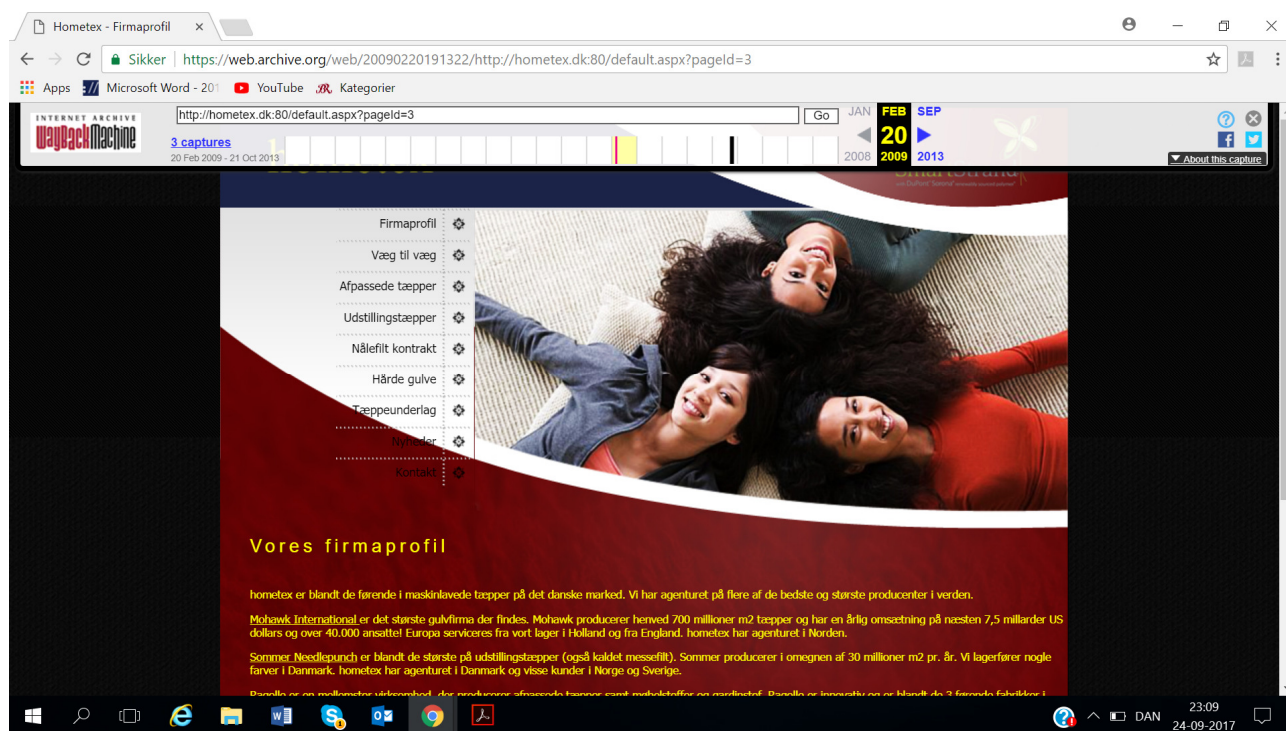 Hometex - Firmaprofil
Sikker https://web.archive.org/web/20090220191322/http://hometex.dk:80/default.aspx?pageId=3
Apps Microsoft Word - 201 YouTube Kategorier
INTERNET ARCHIVE
WayBackMachine
http://hometex.dk:80/default.aspx?pageId=3 Go
3 captures
20 Feb 2009 - 21 Oct 2013
JAN FEB SEP
20
2008 2009 2013
About this capture
SmartStrand
Firmaprofil
Væg til væg
Afpassede tæpper
Udstillingstæpper
Nålefilt kontrakt
Hårde gulve
Tæppeunderlag
Nyheder
Kontakt
Vores firmaprofil
hometex er blandt de førende i maskinlavede tæpper på det danske marked. Vi har agenturet på flere af de bedste og største producenter i verden.
Mohawk International er det største gulvfirma der findes. Mohawk producerer henved 700 millioner m2 tæpper og har en årlig omsætning på næsten 7,5 millarder US
dollars og over 40.000 ansatte! Europa serviceres fra vort lager i Holland og fra England. hometex har agenturet i Norden.
Sommer Needlepunch er blandt de største på udstillingstæpper (også kaldet messefilt). Sommer producerer i omegnen af 30 millioner m2 pr. år. Vi lagerfører nogle
farver i Danmark. hometex har agenturet i Danmark og visse kunder i Norge og Sverige.
DAN
23:09
24-09-2017